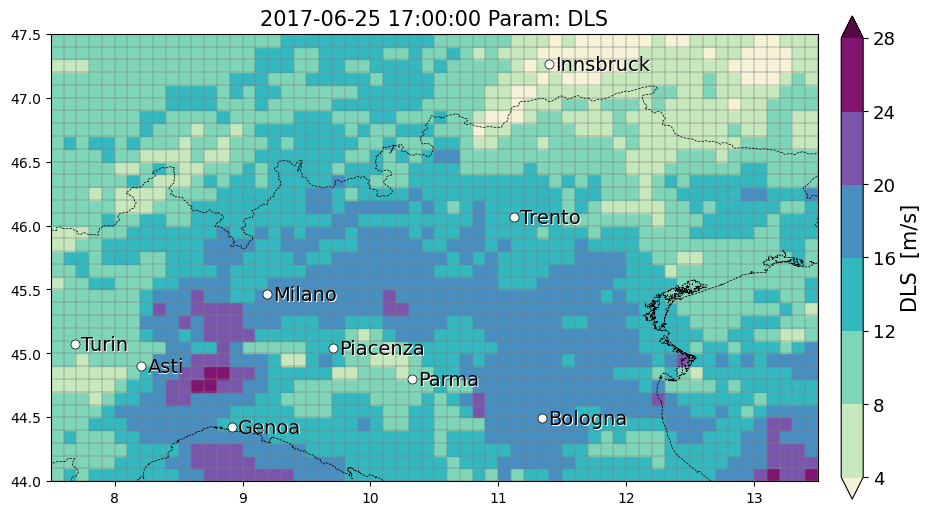 2017-06-25 17:00:00 Param: DLS
47.5
47.0
46.5
46.0
45.5
45.0
44.5
44.0
8
9
10
11
12
13
Innsbruck
Trento
Milano
Turin
Piacenza
Asti
Parma
Bologna
Genoa
28
24
20
16
12
8
4
DLS [m/s]